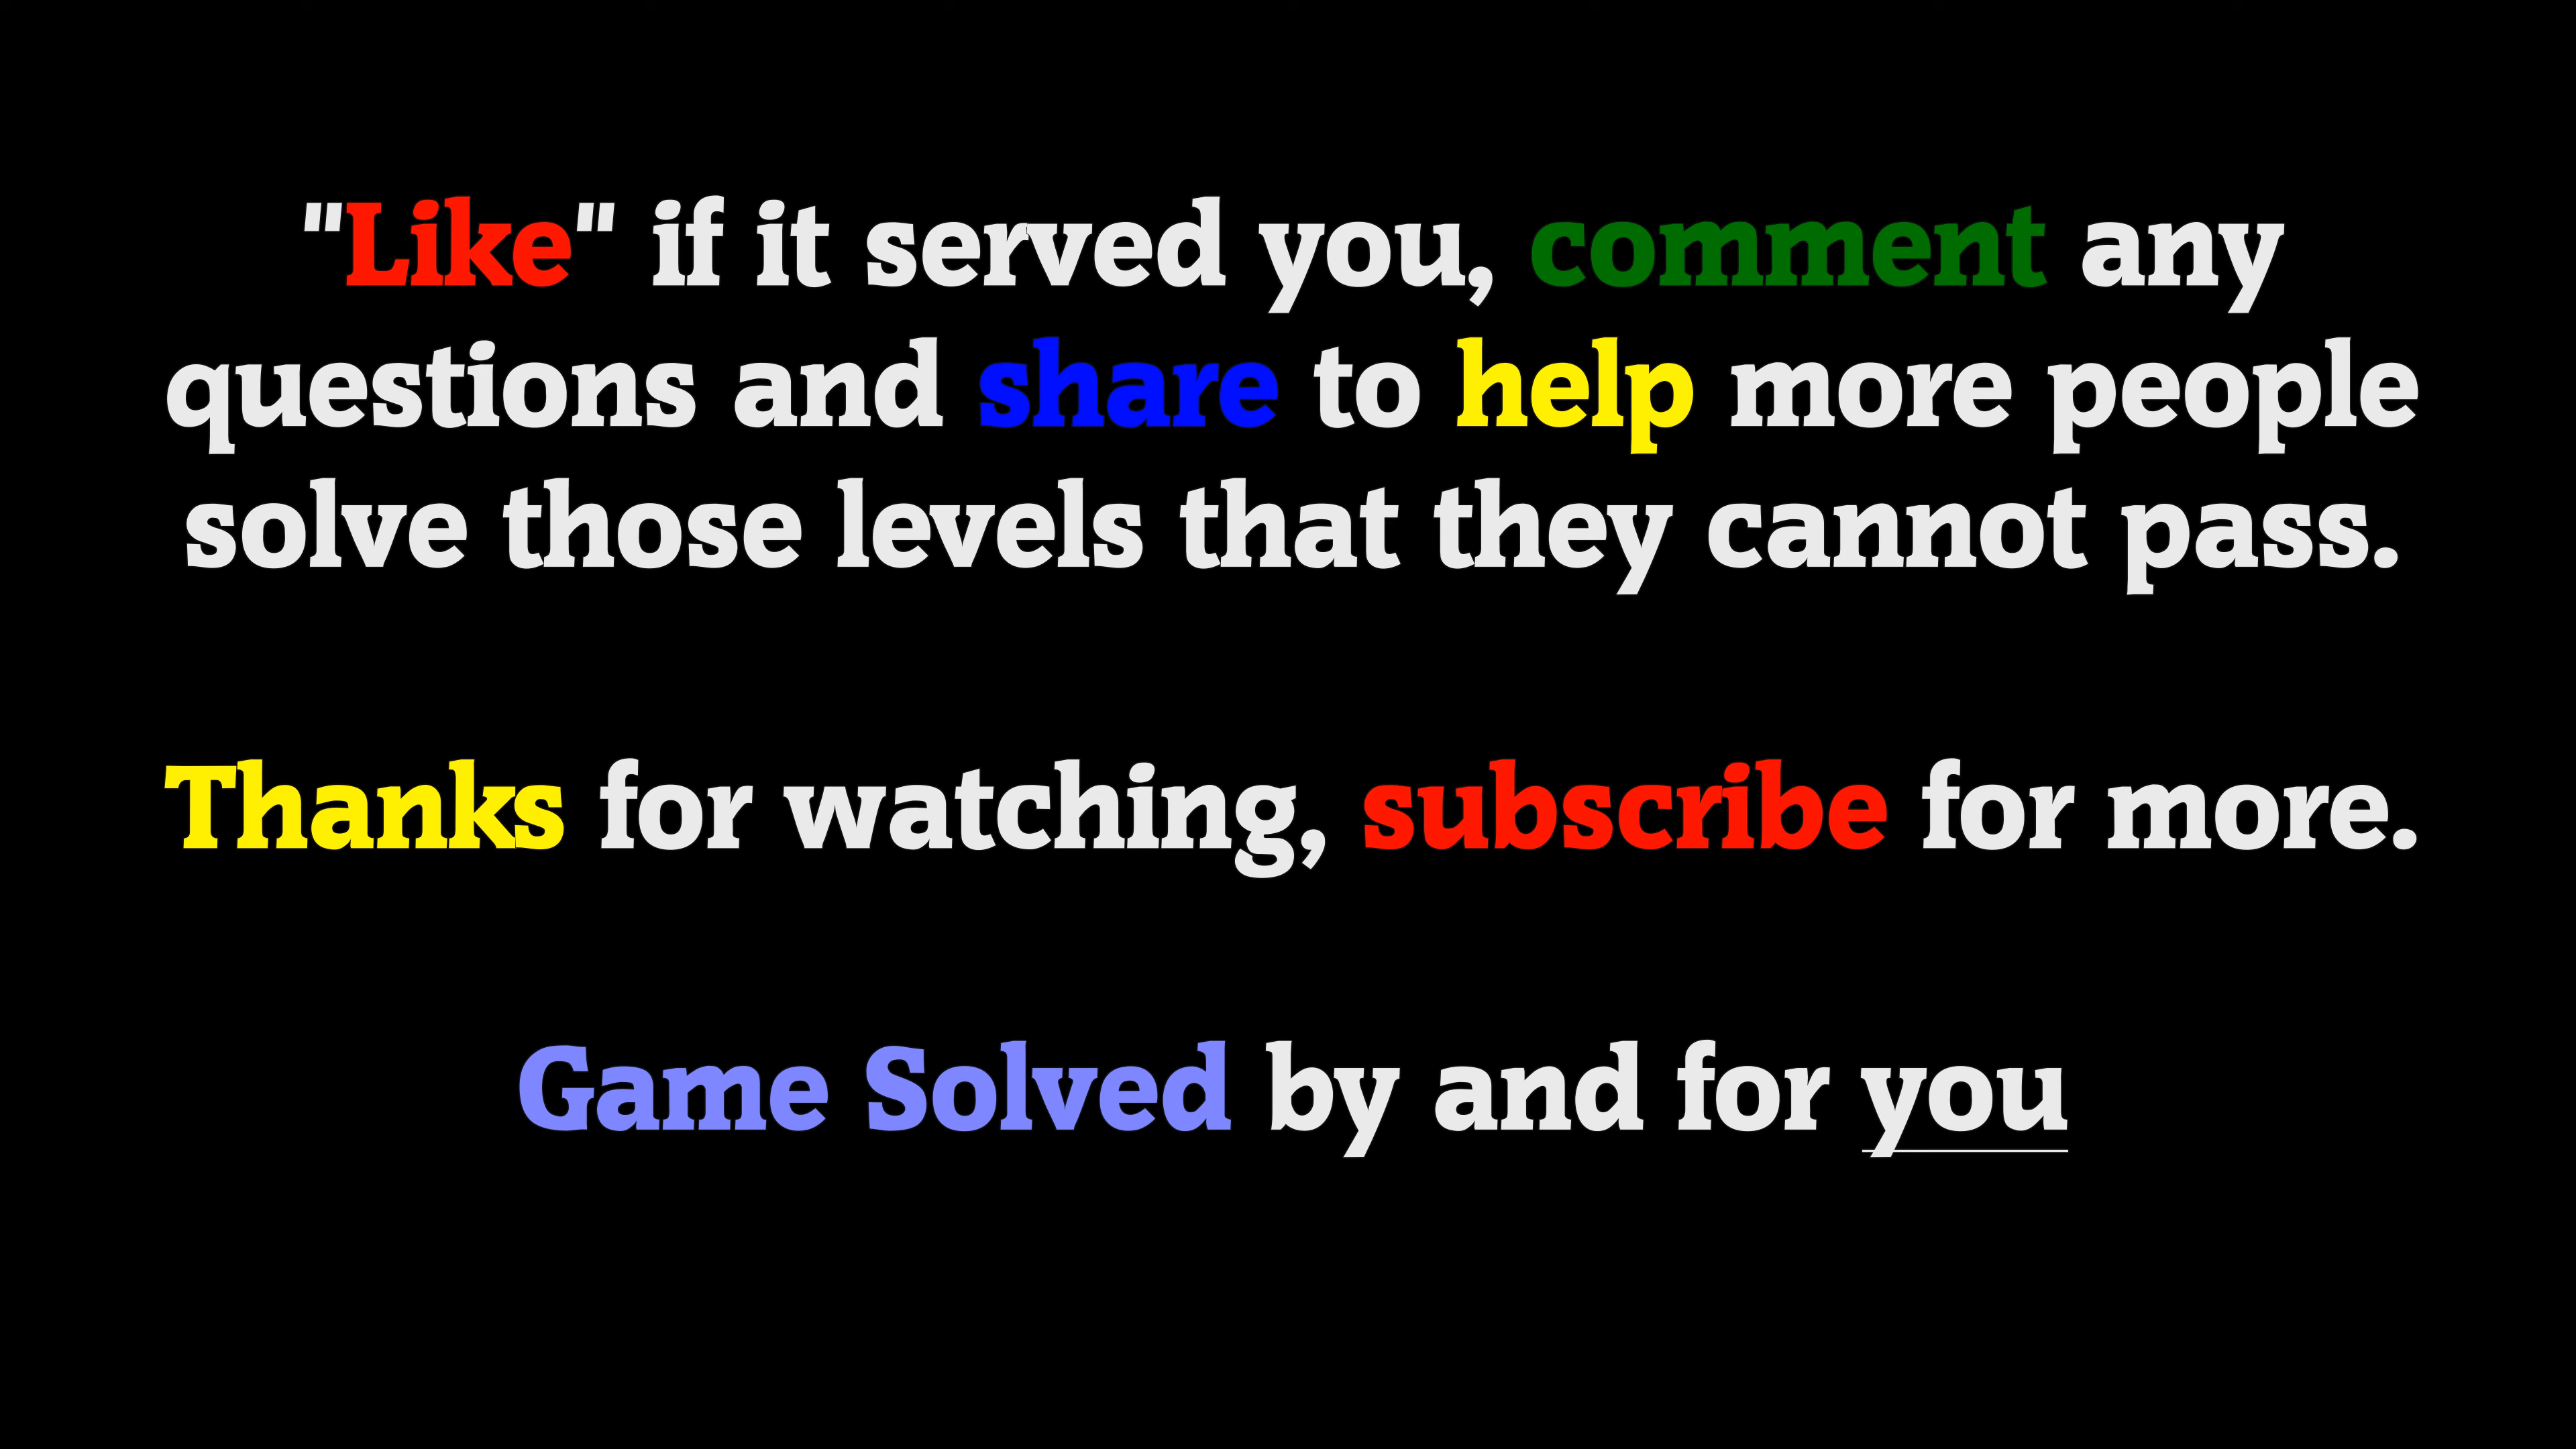 "Like" if it served you, comment any
questions and share to help more people
solve those levels that they cannot pass.
Thanks for watching, subscribe for more.
Game Solved by and for you